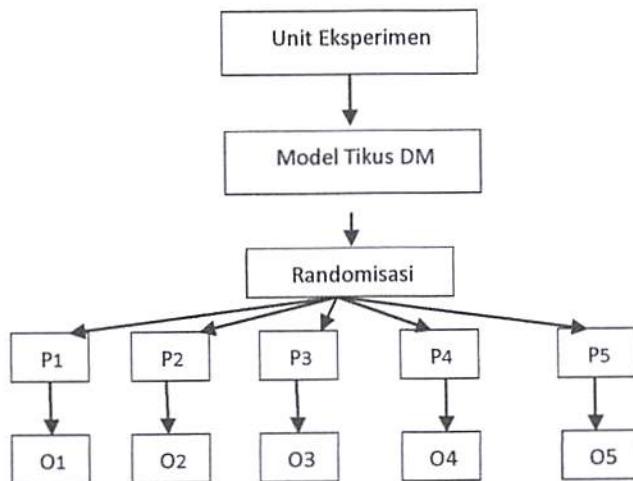 Unit Eksperimen
Model Tikus DM
Randomisasi
P1 P2 P3 P4 P5
O1 O2 O3 O4 O5